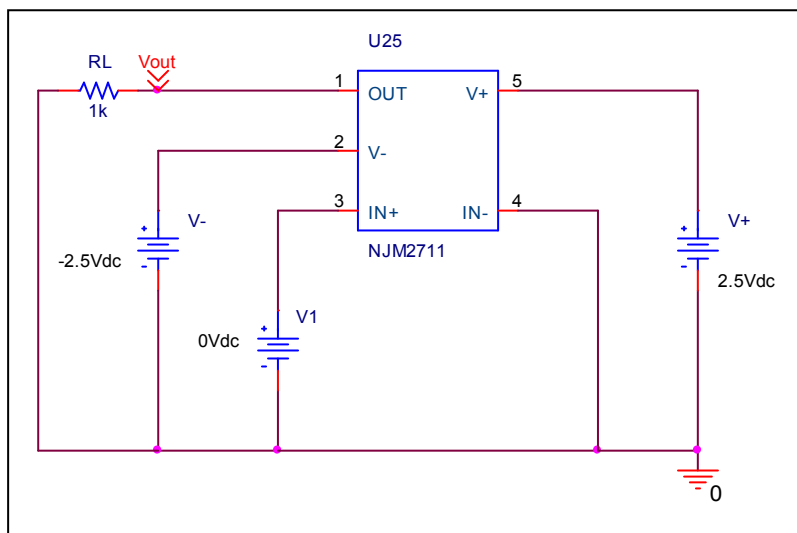 U25
RL
Vout
1k
1
OUT
V+
5
2
V-
3
IN+
IN-
4
NJM2711
V-
-2.5Vdc
V+
2.5Vdc
V1
0Vdc
+
-
+
-
+
-
0